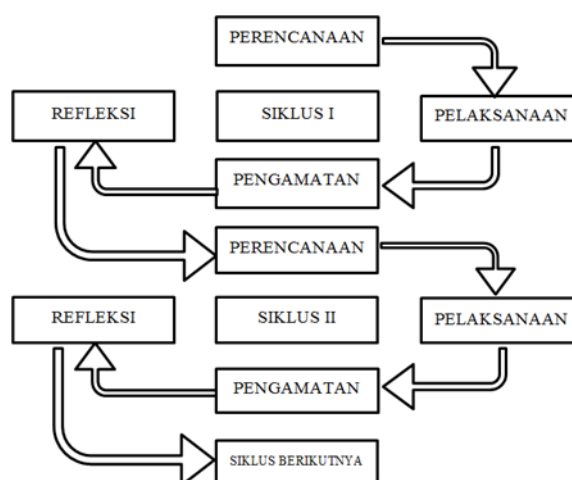 PERENCANAAN
REFLEKSI
SIKLUS I
PELAKSANAAN
PENGAMATAN
PERENCANAAN
REFLEKSI
SIKLUS II
PELAKSANAAN
PENGAMATAN
SIKLUS BERIKUTNYA